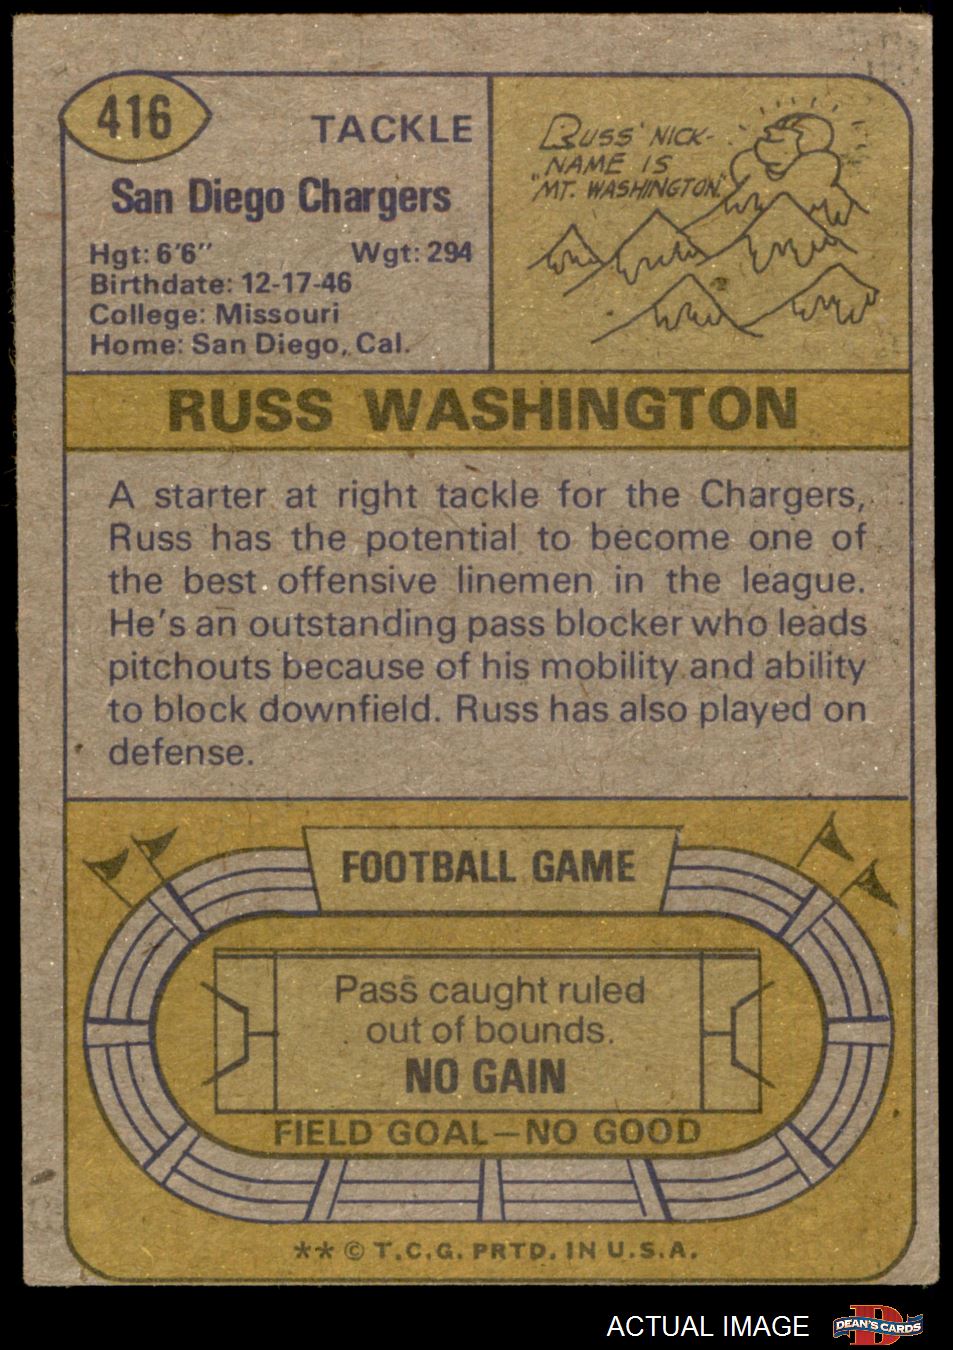 416
TACKLE
San Diego Chargers
Hgt: 6'6" Wgt: 294
Birthdate: 12-17-46
College: Missouri
Home: San Diego, Cal.
RUSS' NICK-
NAME IS
"MT. WASHINGTON."
RUSS WASHINGTON
A starter at right tackle for the Chargers,
Russ has the potential to become one of
the best offensive linemen in the league.
He's an outstanding pass blocker who leads
pitchouts because of his mobility and ability
to block downfield. Russ has also played on
defense.
FOOTBALL GAME
Pass caught ruled
out of bounds.
NO GAIN
FIELD GOAL—NO GOOD
** © T.C.G. PRTD. IN U.S.A.
ACTUAL IMAGE
D
DEAN'S CARDS